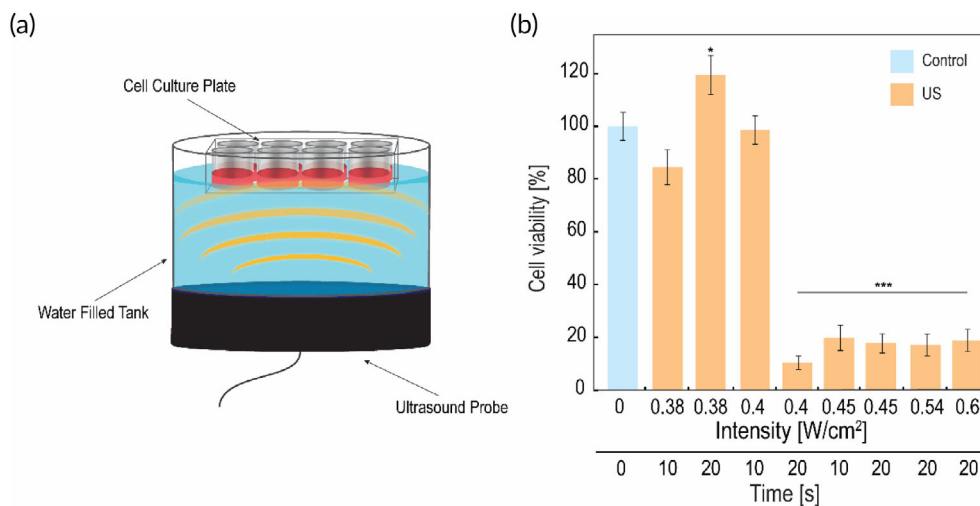 (a)
Cell Culture Plate
Water Filled Tank
Ultrasound Probe
(b)
Control
US
Cell viability [%]
120
100
80
60
40
20
0
*
***
0 0.38 0.38 0.4 0.4 0.45 0.45 0.54 0.6
Intensity [W/cm²]
0 10 20 10 20 10 20 20 20
Time [s]